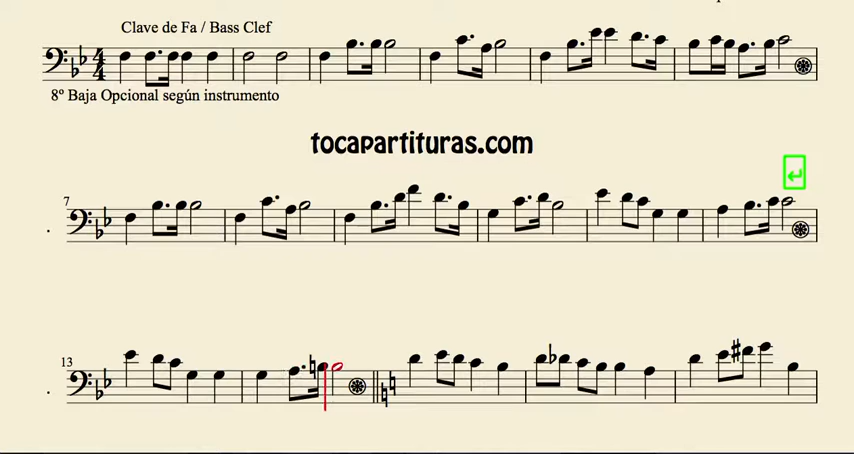 Clave de Fa / Bass Clef
8º Baja Opcional según instrumento
tocapartituras.com
7
13